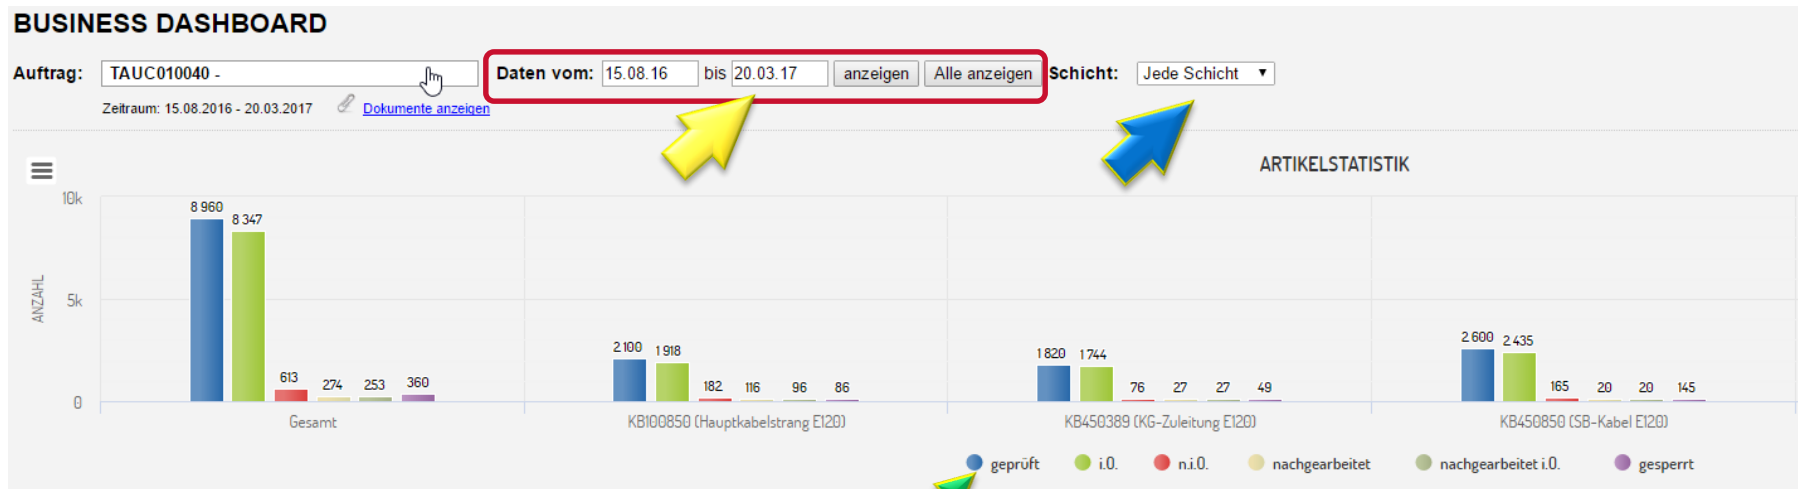 BUSINESS DASHBOARD
Auftrag: TAUC010040 - Daten vom: 15.08.16 bis 20.03.17 anzeigen Alle anzeigen Schicht: Jede Schicht
Zeitraum: 15.08.2016 - 20.03.2017 Dokumente anzeigen
ARTIKELSTATISTIK
ANZAHL
10k
5k
0
8 960 8 347 613 274 253 360
2 100 1 918 182 116 96 86
1 820 1 744 76 27 27 49
2 600 2 435 165 20 20 145
Gesamt KB100850 (Hauptkabelstrang E120) KB450389 (KG-Zuleitung E120) KB450850 (SB-Kabel E120)
geprüft i.O. n.i.O. nachgearbeitet nachgearbeitet i.O. gesperrt